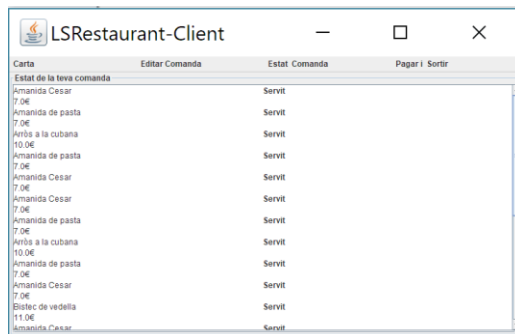 LSRestaurant-Client
Carta Editar Comanda Estat Comanda Pagar i Sortir
Estat de la teva comanda
Amanida Cesar Servit
7.0€
Amanida de pasta Servit
7.0€
Arròs a la cubana Servit
10.0€
Amanida de pasta Servit
7.0€
Amanida Cesar Servit
7.0€
Amanida Cesar Servit
7.0€
Amanida de pasta Servit
7.0€
Arròs a la cubana Servit
10.0€
Amanida de pasta Servit
7.0€
Amanida Cesar Servit
7.0€
Bistec de vedella Servit
11.0€
Amanida Cesar Servit